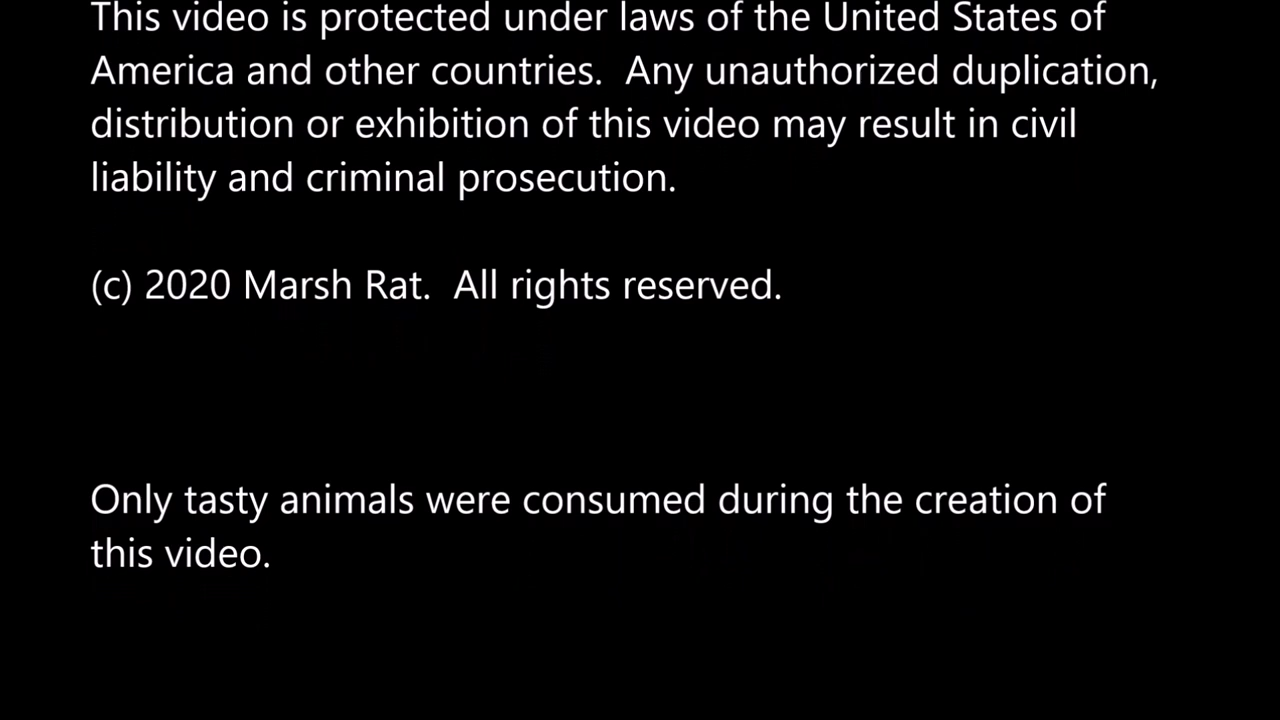 This video is protected under laws of the United States of
America and other countries.  Any unauthorized duplication,
distribution or exhibition of this video may result in civil
liability and criminal prosecution.
(c) 2020 Marsh Rat.  All rights reserved.
Only tasty animals were consumed during the creation of
this video.